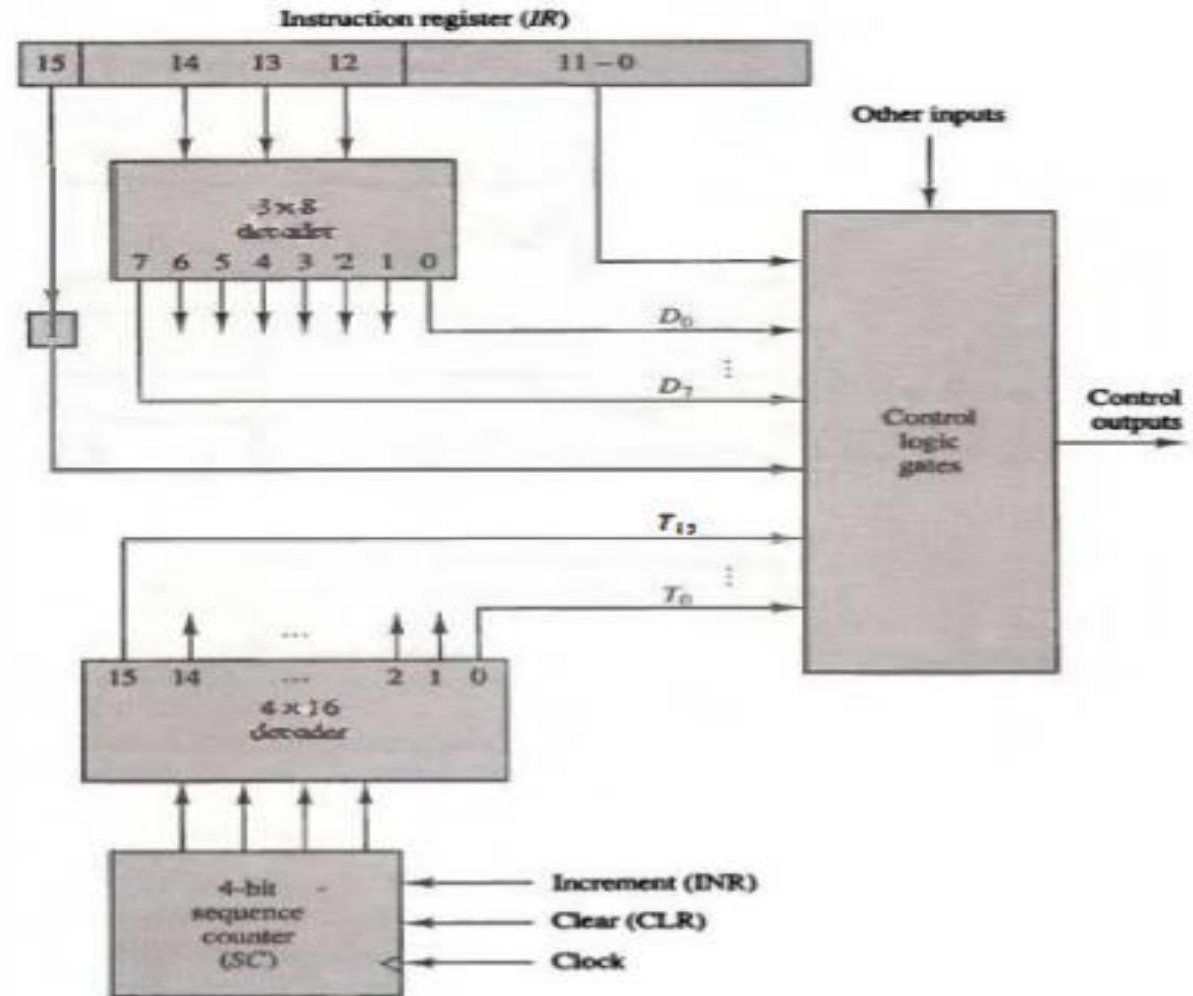 Instruction register (IR)
15 14 13 12 11 – 0
Other inputs
3 × 8
decoder
7 6 5 4 3 2 1 0
D0
⋮
D7
Control
logic
gates
Control
outputs
T15
⋮
T0
...
15 14 ... 2 1 0
4 × 16
decoder
4-bit
sequence
counter
(SC)
Increment (INR)
Clear (CLR)
Clock